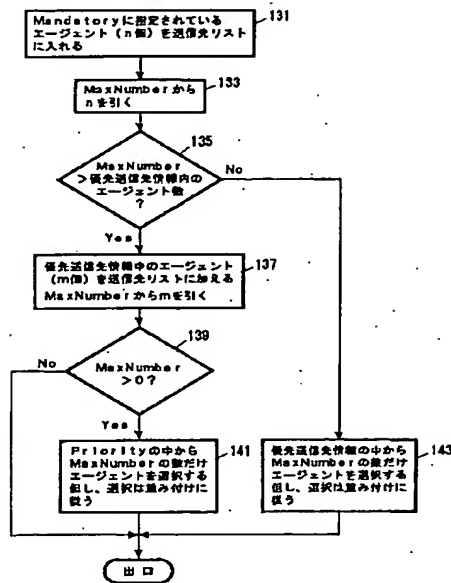 Mandatoryに指定されている
エージェント（n個）を送信先リスト
に入れる
131
MaxNumberから
nを引く
133
135
MaxNumber
>優先送信先情報内の
エージェント数
?
No
Yes
優先送信先情報中のエージェント
（m個）を送信先リストに加える
MaxNumberからmを引く
137
139
No
MaxNumber
>0?
Yes
Priorityの中から
MaxNumberの数だけ
エージェントを選択する
但し、選択は重み付けに
従う
141
優先送信先情報の中から
MaxNumberの数だけ
エージェントを選択する
但し、選択は重み付けに
従う
143
出口